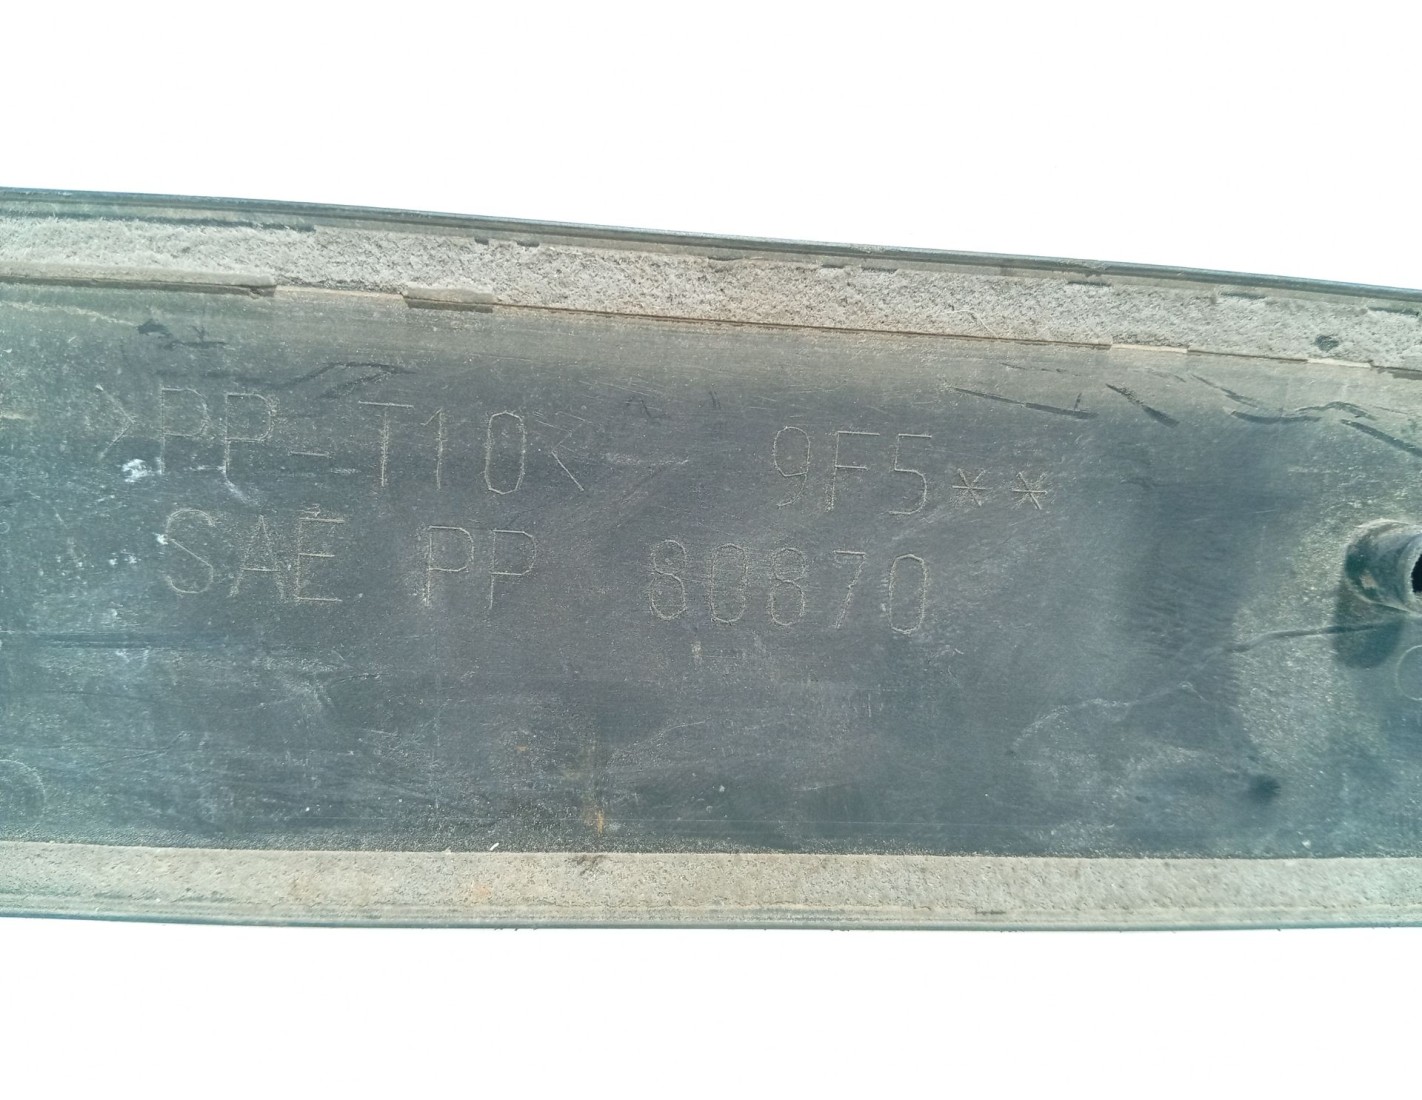 >PP-T10< 9F5**
SAE PP 80870